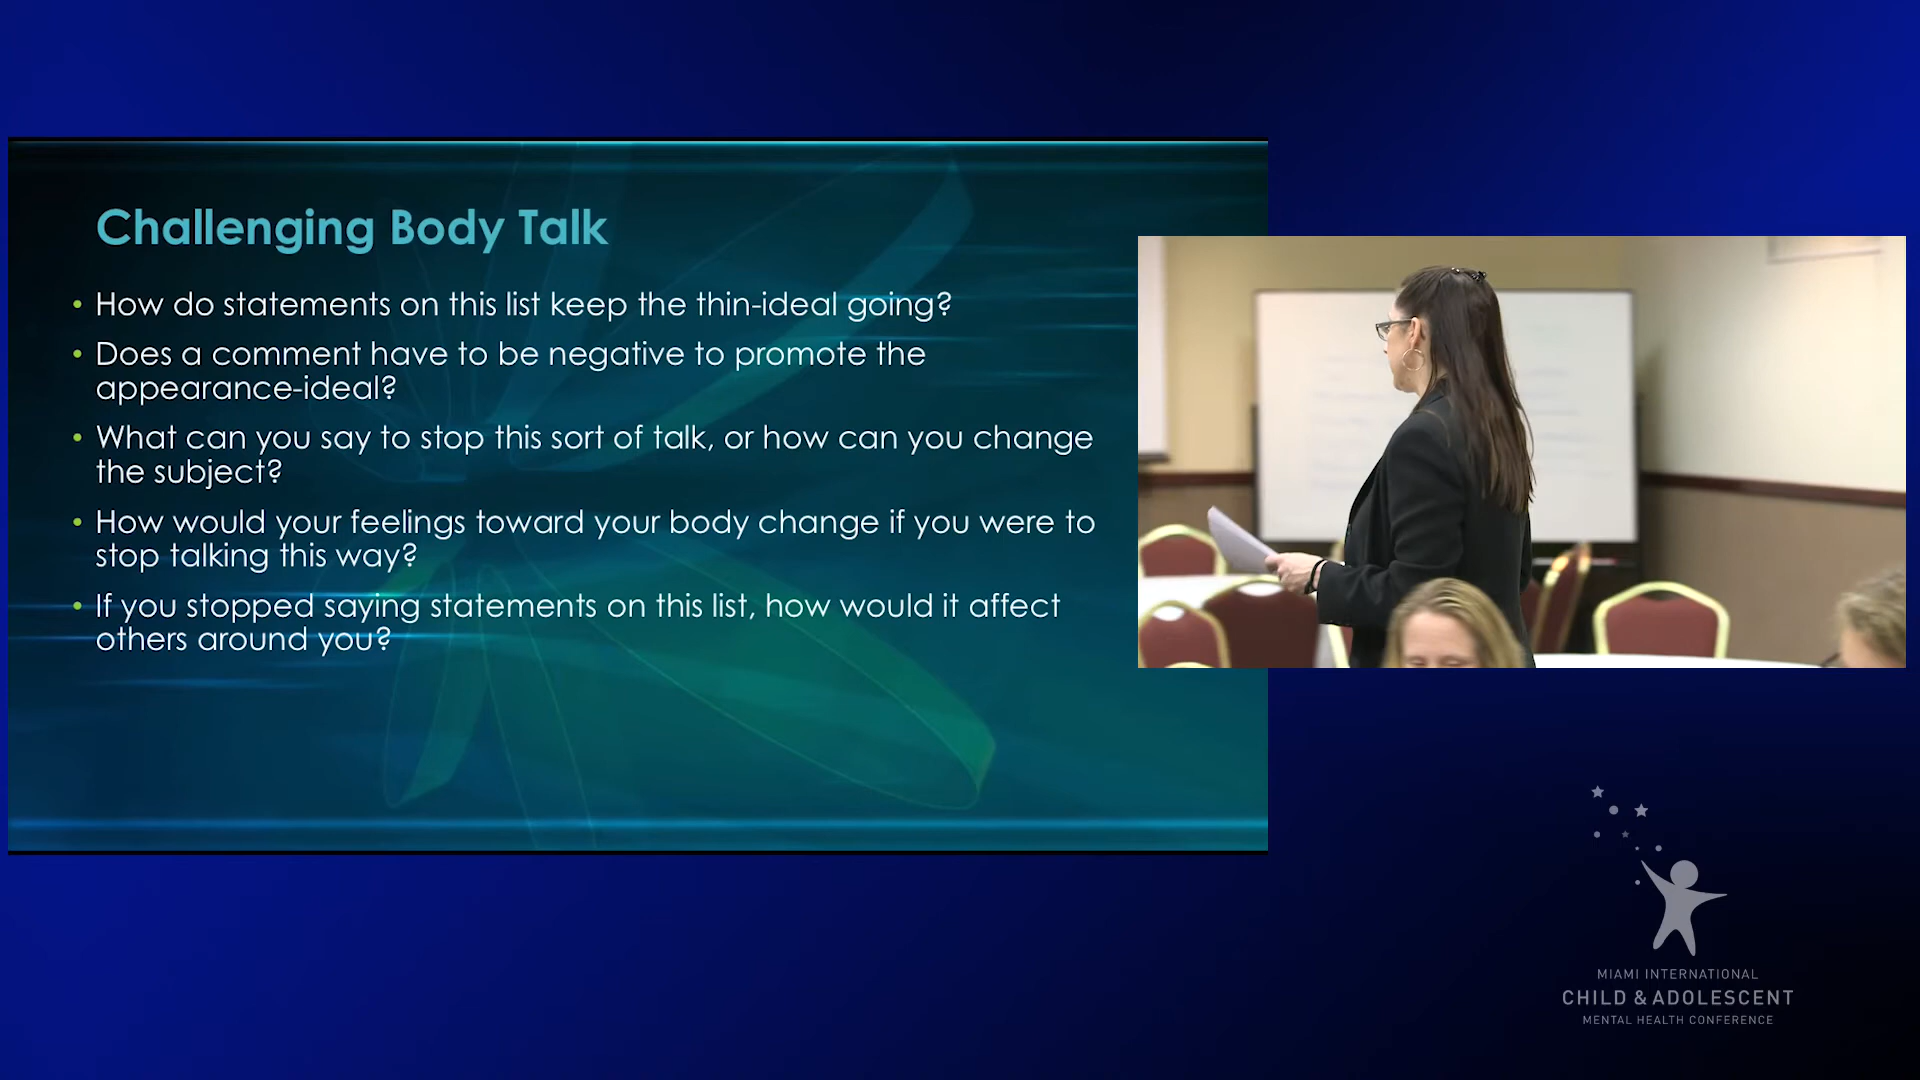 Challenging Body Talk
• How do statements on this list keep the thin-ideal going?
• Does a comment have to be negative to promote the
appearance-ideal?
• What can you say to stop this sort of talk, or how can you change
the subject?
• How would your feelings toward your body change if you were to
stop talking this way?
• If you stopped saying statements on this list, how would it affect
others around you?
MIAMI INTERNATIONAL
CHILD & ADOLESCENT
MENTAL HEALTH CONFERENCE